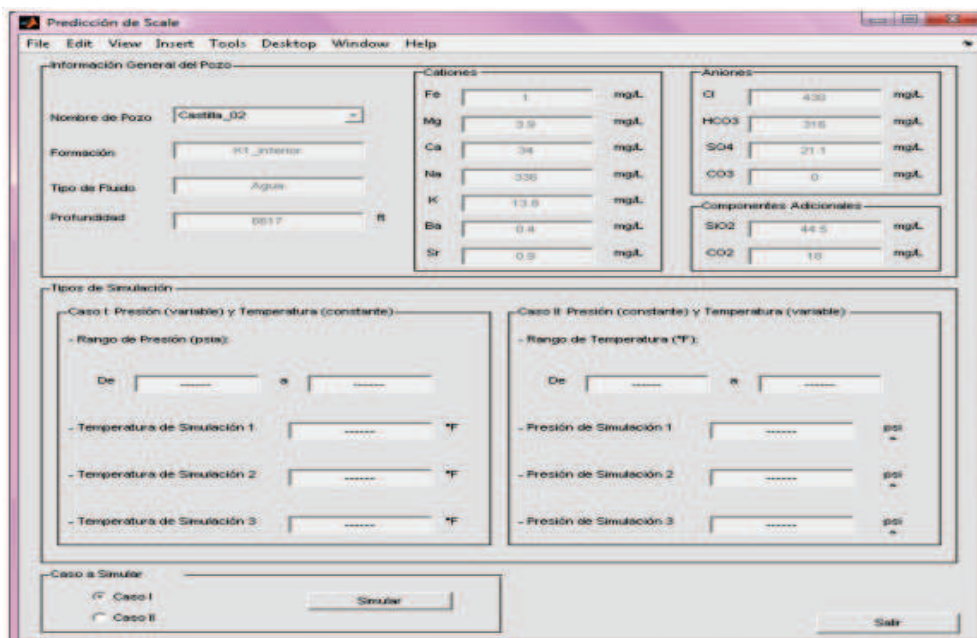 Predicción de Scale
File Edit View Insert Tools Desktop Window Help
Información General del Pozo
Nombre de Pozo Castilla_02
Formación K1_inferior
Tipo de Fluido Agua
Profundidad 6617 ft
Cationes
Fe 1 mg/L
Mg 3.9 mg/L
Ca 34 mg/L
Na 336 mg/L
K 13.8 mg/L
Ba 0.4 mg/L
Sr 0.9 mg/L
Aniones
Cl mg/L
HCO3 316 mg/L
SO4 21.1 mg/L
CO3 0 mg/L
Componentes Adicionales
SiO2 44.5 mg/L
CO2 16 mg/L
Tipos de Simulación
Caso I: Presión (variable) y Temperatura (constante)
- Rango de Presión (psia):
De ------ a ------
- Temperatura de Simulación 1 ------ °F
- Temperatura de Simulación 2 ------ °F
- Temperatura de Simulación 3 ------ °F
Caso II: Presión (constante) y Temperatura (variable)
- Rango de Temperatura (°F):
De ------ a ------
- Presión de Simulación 1 ------ psi a
- Presión de Simulación 2 ------ psi a
- Presión de Simulación 3 ------ psi a
Caso a Simular
Caso I
Caso II
Simular
Salir